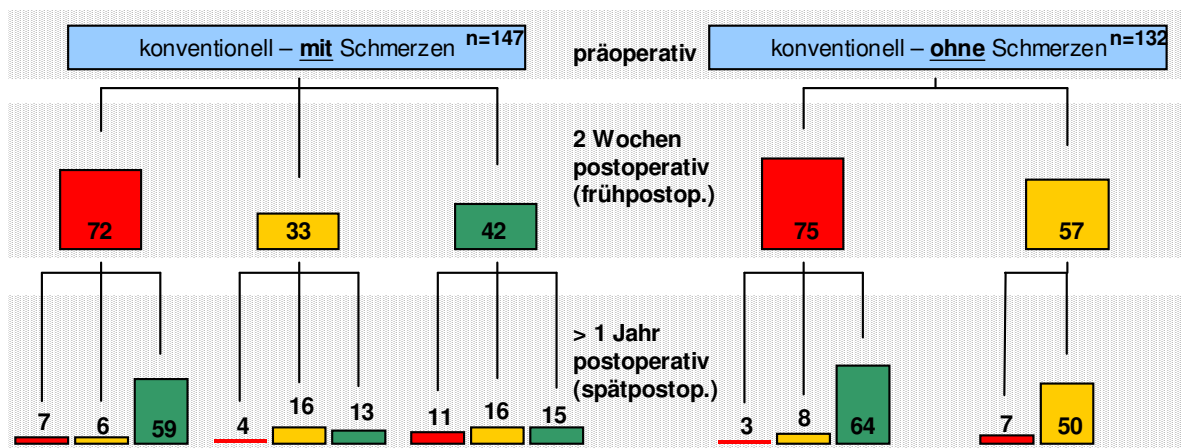 konventionell – mit Schmerzen n=147
präoperativ
konventionell – ohne Schmerzen n=132
2 Wochen
postoperativ
(frühpostop.)
72
33
42
75
57
> 1 Jahr
postoperativ
(spätpostop.)
7
6
59
4
16
13
11
16
15
3
8
64
7
50